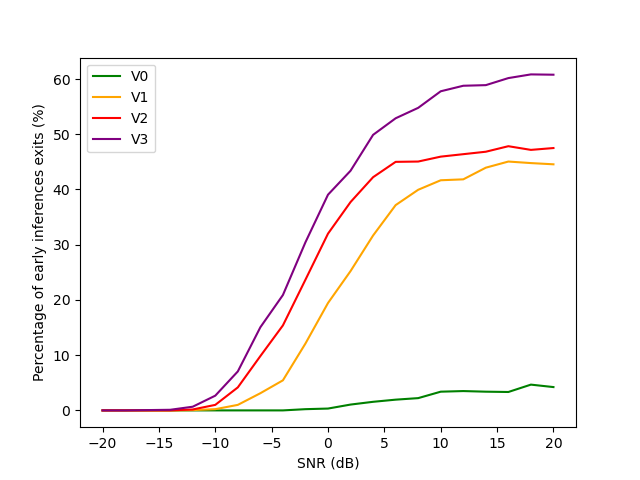 V0
V1
V2
V3
60
50
40
30
20
10
0
Percentage of early inferences exits (%)
−20 −15 −10 −5 0 5 10 15 20
SNR (dB)